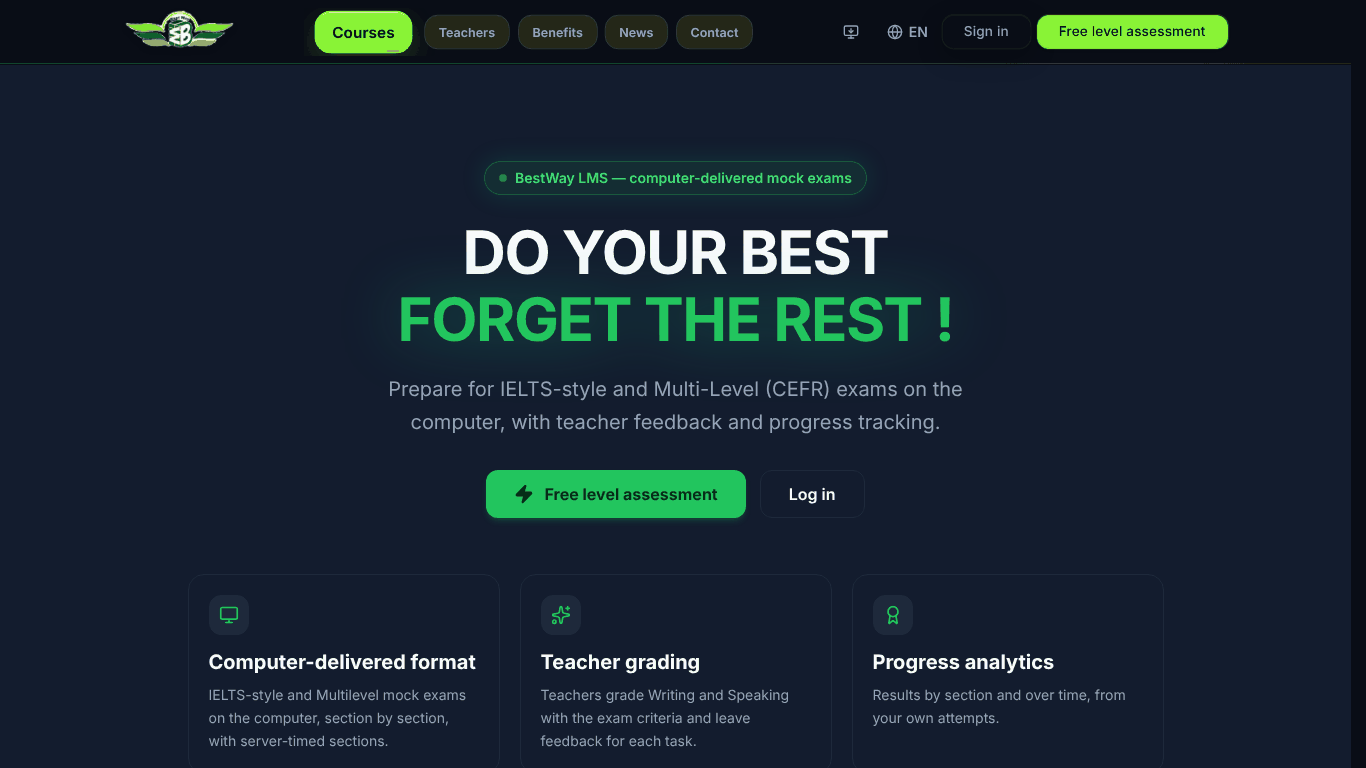 Courses
Teachers
Benefits
News
Contact
EN
Sign in
Free level assessment
BestWay LMS — computer-delivered mock exams
DO YOUR BEST
FORGET THE REST !
Prepare for IELTS-style and Multi-Level (CEFR) exams on the
computer, with teacher feedback and progress tracking.
Free level assessment
Log in
Computer-delivered format
IELTS-style and Multilevel mock exams
on the computer, section by section,
with server-timed sections.
Teacher grading
Teachers grade Writing and Speaking
with the exam criteria and leave
feedback for each task.
Progress analytics
Results by section and over time, from
your own attempts.